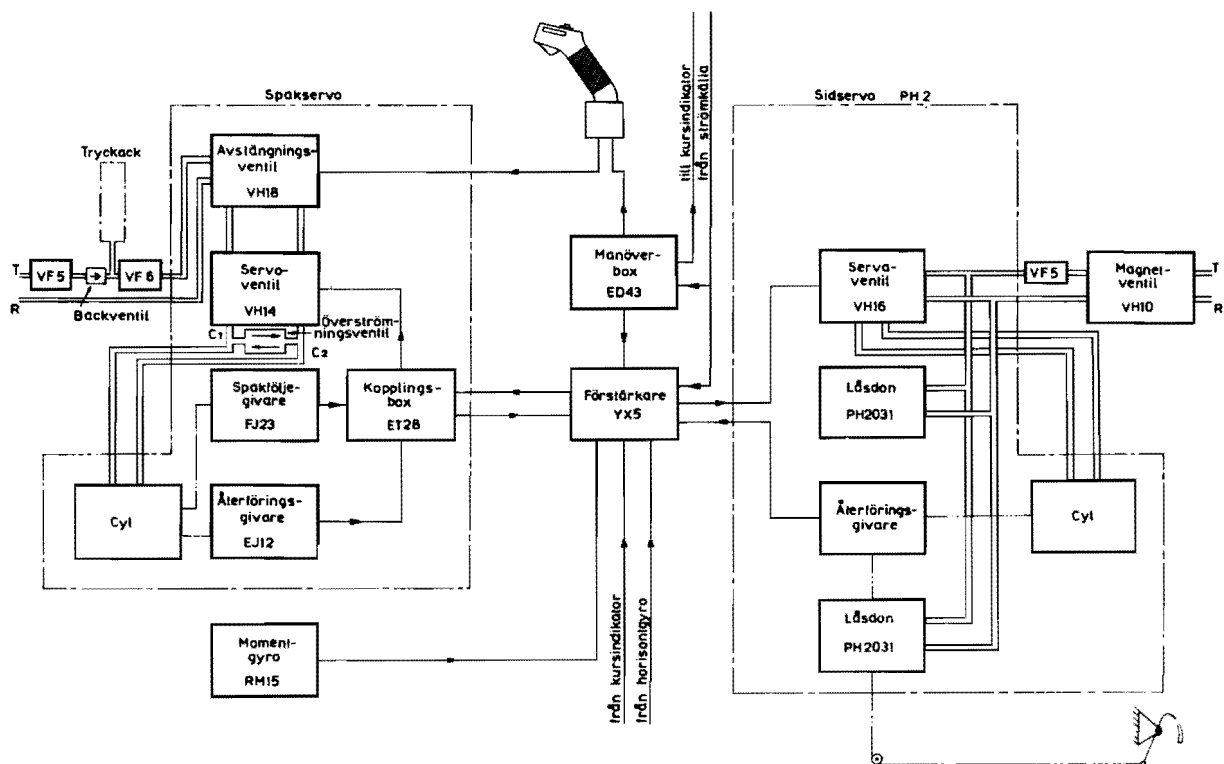 Spakservo
Tryckack
Avstängnings-
ventil
VH18
T
VF5
VF6
R
Backventil
Servo-
ventil
VH14
Överström-
ningsventil
C1
C2
Spakfölje-
givare
FJ23
Kopplings-
box
ET28
Cyl
Återförings-
givare
EJ12
Moment-
gyro
RM15
till kursindikator
från strömkälla
Manöver-
box
ED43
Förstärkare
YX5
från kursindikator
från horisontgyro
Sidservo PH2
Servo-
ventil
VH16
VF5
Magnet-
ventil
VH10
T
R
Låsdon
PH2031
Återförings-
givare
Cyl
Låsdon
PH2031